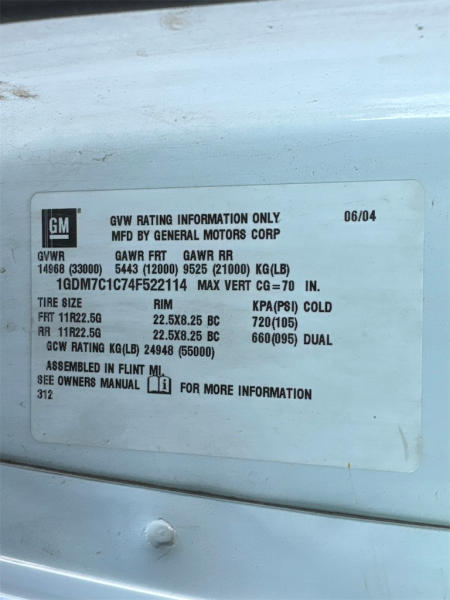 GM
GVW RATING INFORMATION ONLY 06/04
MFD BY GENERAL MOTORS CORP
GVWR GAWR FRT GAWR RR
14968 (33000) 5443 (12000) 9525 (21000) KG(LB)
1GDM7C1C74F522114 MAX VERT CG=70 IN.
TIRE SIZE RIM KPA(PSI) COLD
FRT 11R22.5G 22.5X8.25 BC 720(105)
RR 11R22.5G 22.5X8.25 BC 660(095) DUAL
GCW RATING KG(LB) 24948 (55000)
ASSEMBLED IN FLINT MI.
SEE OWNERS MANUAL i FOR MORE INFORMATION
312